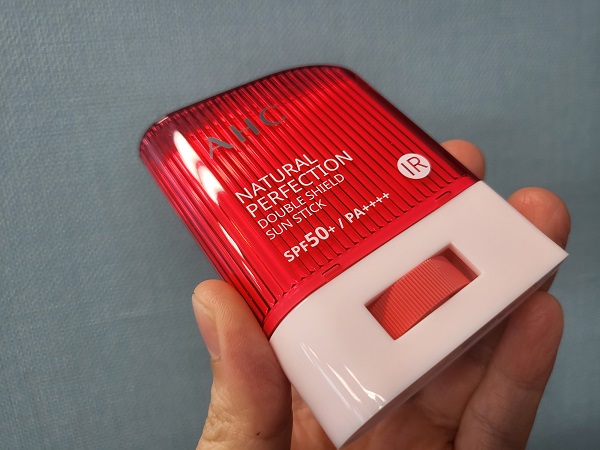 AHC
NATURAL
PERFECTION
DOUBLE SHIELD
SUN STICK
SPF50+ / PA++++
IR